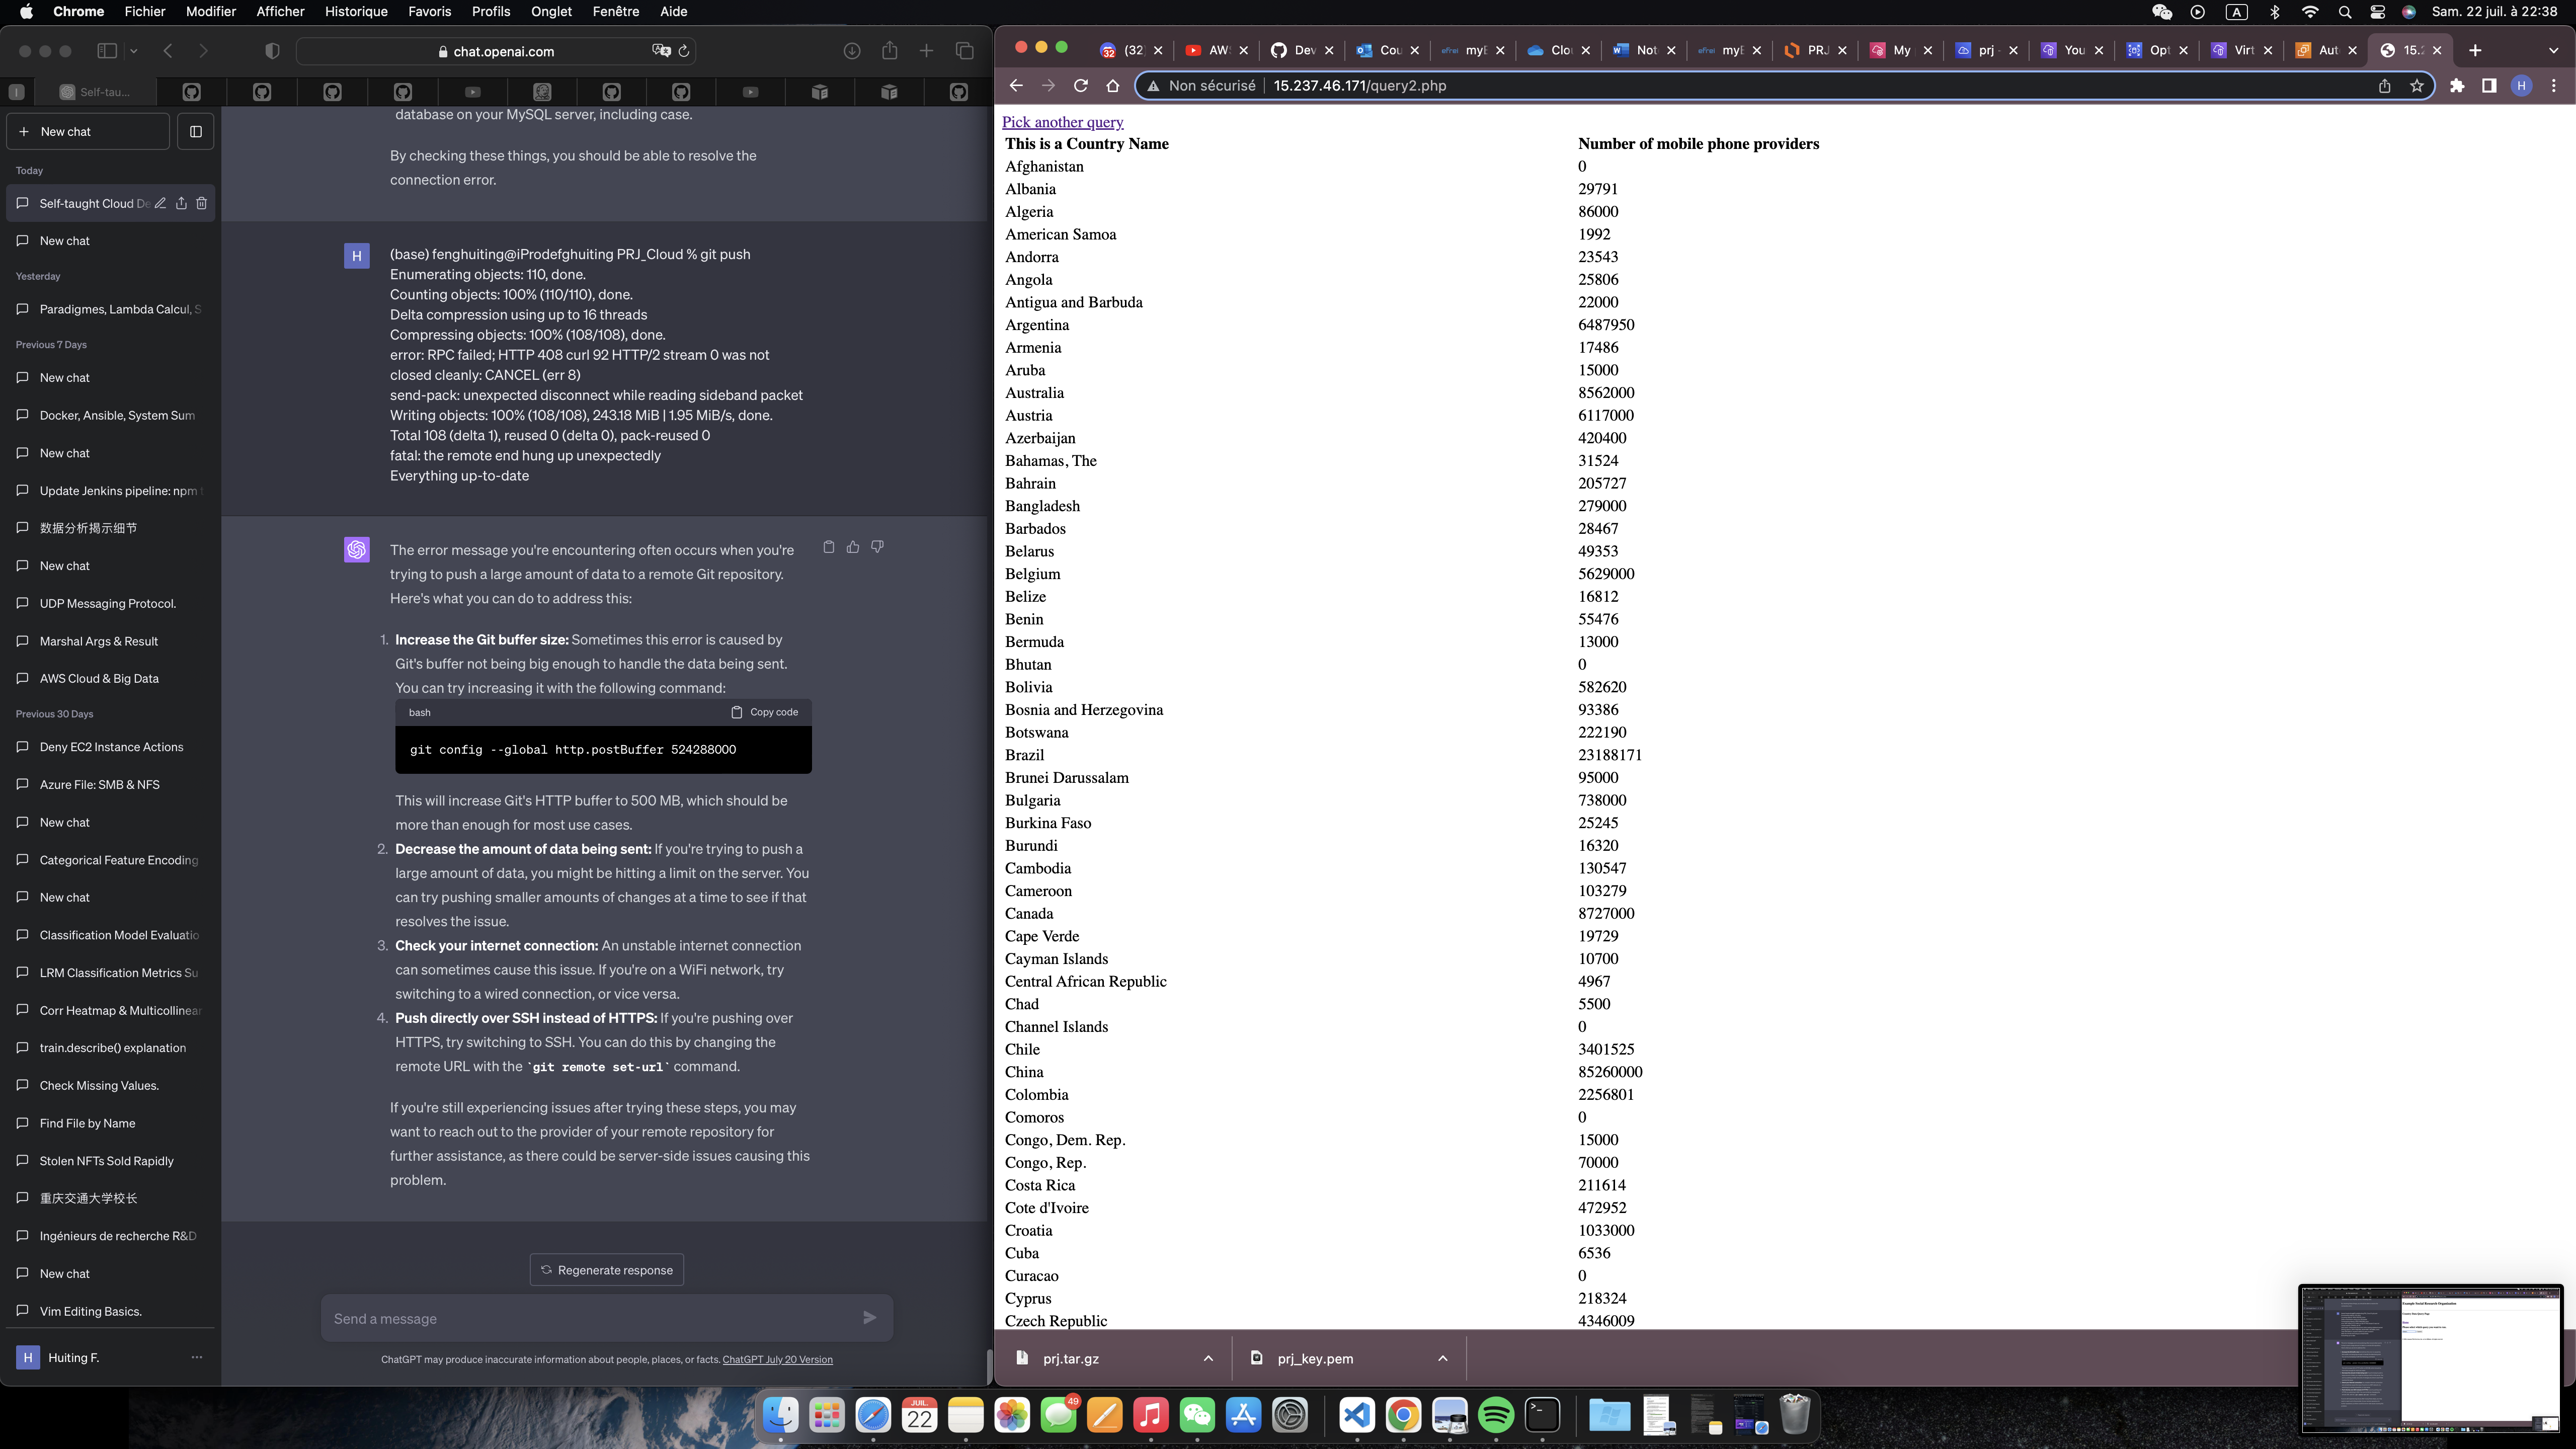 Chrome Fichier Modifier Afficher Historique Favoris Profils Onglet Fenêtre Aide
A
Sam. 22 juil. à 22:38
chat.openai.com
Self-tau...
New chat
Today
Self-taught Cloud De
New chat
Yesterday
Paradigmes, Lambda Calcul, S
Previous 7 Days
New chat
Docker, Ansible, System Sum
New chat
Update Jenkins pipeline: npm
数据分析揭示细节
New chat
UDP Messaging Protocol.
Marshal Args & Result
AWS Cloud & Big Data
Previous 30 Days
Deny EC2 Instance Actions
Azure File: SMB & NFS
New chat
Categorical Feature Encoding
New chat
Classification Model Evaluatio
LRM Classification Metrics Su
Corr Heatmap & Multicollinear
train.describe() explanation
Check Missing Values.
Find File by Name
Stolen NFTs Sold Rapidly
重庆交通大学校长
Ingénieurs de recherche R&D
New chat
Vim Editing Basics.
H Huiting F.
database on your MySQL server, including case.
By checking these things, you should be able to resolve the
connection error.
H
(base) fenghuiting@iProdefghuiting PRJ_Cloud % git push
Enumerating objects: 110, done.
Counting objects: 100% (110/110), done.
Delta compression using up to 16 threads
Compressing objects: 100% (108/108), done.
error: RPC failed; HTTP 408 curl 92 HTTP/2 stream 0 was not
closed cleanly: CANCEL (err 8)
send-pack: unexpected disconnect while reading sideband packet
Writing objects: 100% (108/108), 243.18 MiB | 1.95 MiB/s, done.
Total 108 (delta 1), reused 0 (delta 0), pack-reused 0
fatal: the remote end hung up unexpectedly
Everything up-to-date
The error message you're encountering often occurs when you're
trying to push a large amount of data to a remote Git repository.
Here's what you can do to address this:
1. Increase the Git buffer size: Sometimes this error is caused by
Git's buffer not being big enough to handle the data being sent.
You can try increasing it with the following command:
bash Copy code
git config --global http.postBuffer 524288000
This will increase Git's HTTP buffer to 500 MB, which should be
more than enough for most use cases.
2. Decrease the amount of data being sent: If you're trying to push a
large amount of data, you might be hitting a limit on the server. You
can try pushing smaller amounts of changes at a time to see if that
resolves the issue.
3. Check your internet connection: An unstable internet connection
can sometimes cause this issue. If you're on a WiFi network, try
switching to a wired connection, or vice versa.
4. Push directly over SSH instead of HTTPS: If you're pushing over
HTTPS, try switching to SSH. You can do this by changing the
remote URL with the `git remote set-url` command.
If you're still experiencing issues after trying these steps, you may
want to reach out to the provider of your remote repository for
further assistance, as there could be server-side issues causing this
problem.
Regenerate response
Send a message
ChatGPT may produce inaccurate information about people, places, or facts. ChatGPT July 20 Version
32 (32 AW Dev Cou efrei myE Clou Not efrei myE PRJ My prj You Opt Virt Aut 15.
Non sécurisé 15.237.46.171/query2.php H
Pick another query
This is a Country Name Number of mobile phone providers
Afghanistan 0
Albania 29791
Algeria 86000
American Samoa 1992
Andorra 23543
Angola 25806
Antigua and Barbuda 22000
Argentina 6487950
Armenia 17486
Aruba 15000
Australia 8562000
Austria 6117000
Azerbaijan 420400
Bahamas, The 31524
Bahrain 205727
Bangladesh 279000
Barbados 28467
Belarus 49353
Belgium 5629000
Belize 16812
Benin 55476
Bermuda 13000
Bhutan 0
Bolivia 582620
Bosnia and Herzegovina 93386
Botswana 222190
Brazil 23188171
Brunei Darussalam 95000
Bulgaria 738000
Burkina Faso 25245
Burundi 16320
Cambodia 130547
Cameroon 103279
Canada 8727000
Cape Verde 19729
Cayman Islands 10700
Central African Republic 4967
Chad 5500
Channel Islands 0
Chile 3401525
China 85260000
Colombia 2256801
Comoros 0
Congo, Dem. Rep. 15000
Congo, Rep. 70000
Costa Rica 211614
Cote d'Ivoire 472952
Croatia 1033000
Cuba 6536
Curacao 0
Cyprus 218324
Czech Republic 4346009
prj.tar.gz prj_key.pem
JUIL.
22
49